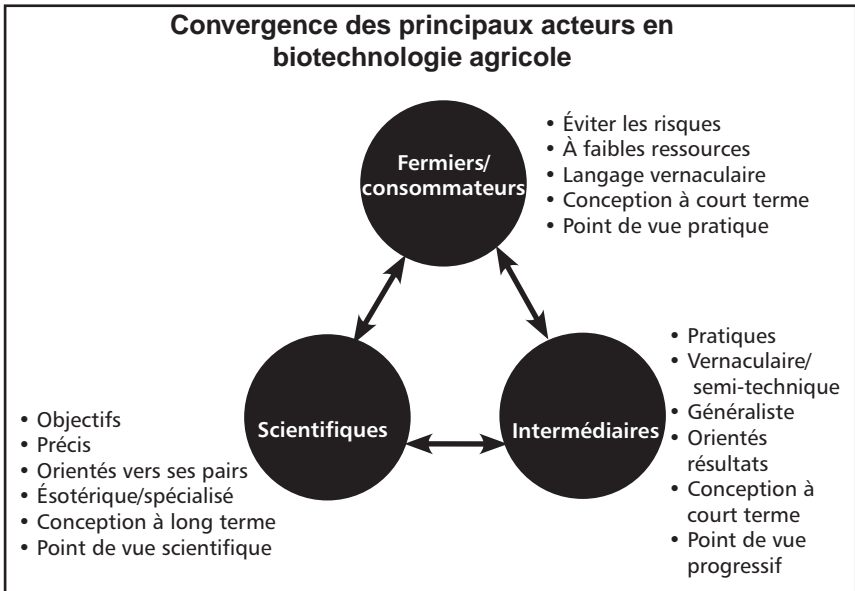 Convergence des principaux acteurs en
biotechnologie agricole
Fermiers/
consommateurs
• Éviter les risques
• À faibles ressources
• Langage vernaculaire
• Conception à court terme
• Point de vue pratique
Scientifiques
• Objectifs
• Précis
• Orientés vers ses pairs
• Ésotérique/spécialisé
• Conception à long terme
• Point de vue scientifique
Intermédiaires
• Pratiques
• Vernaculaire/
semi-technique
• Généraliste
• Orientés
résultats
• Conception à
court terme
• Point de vue
progressif